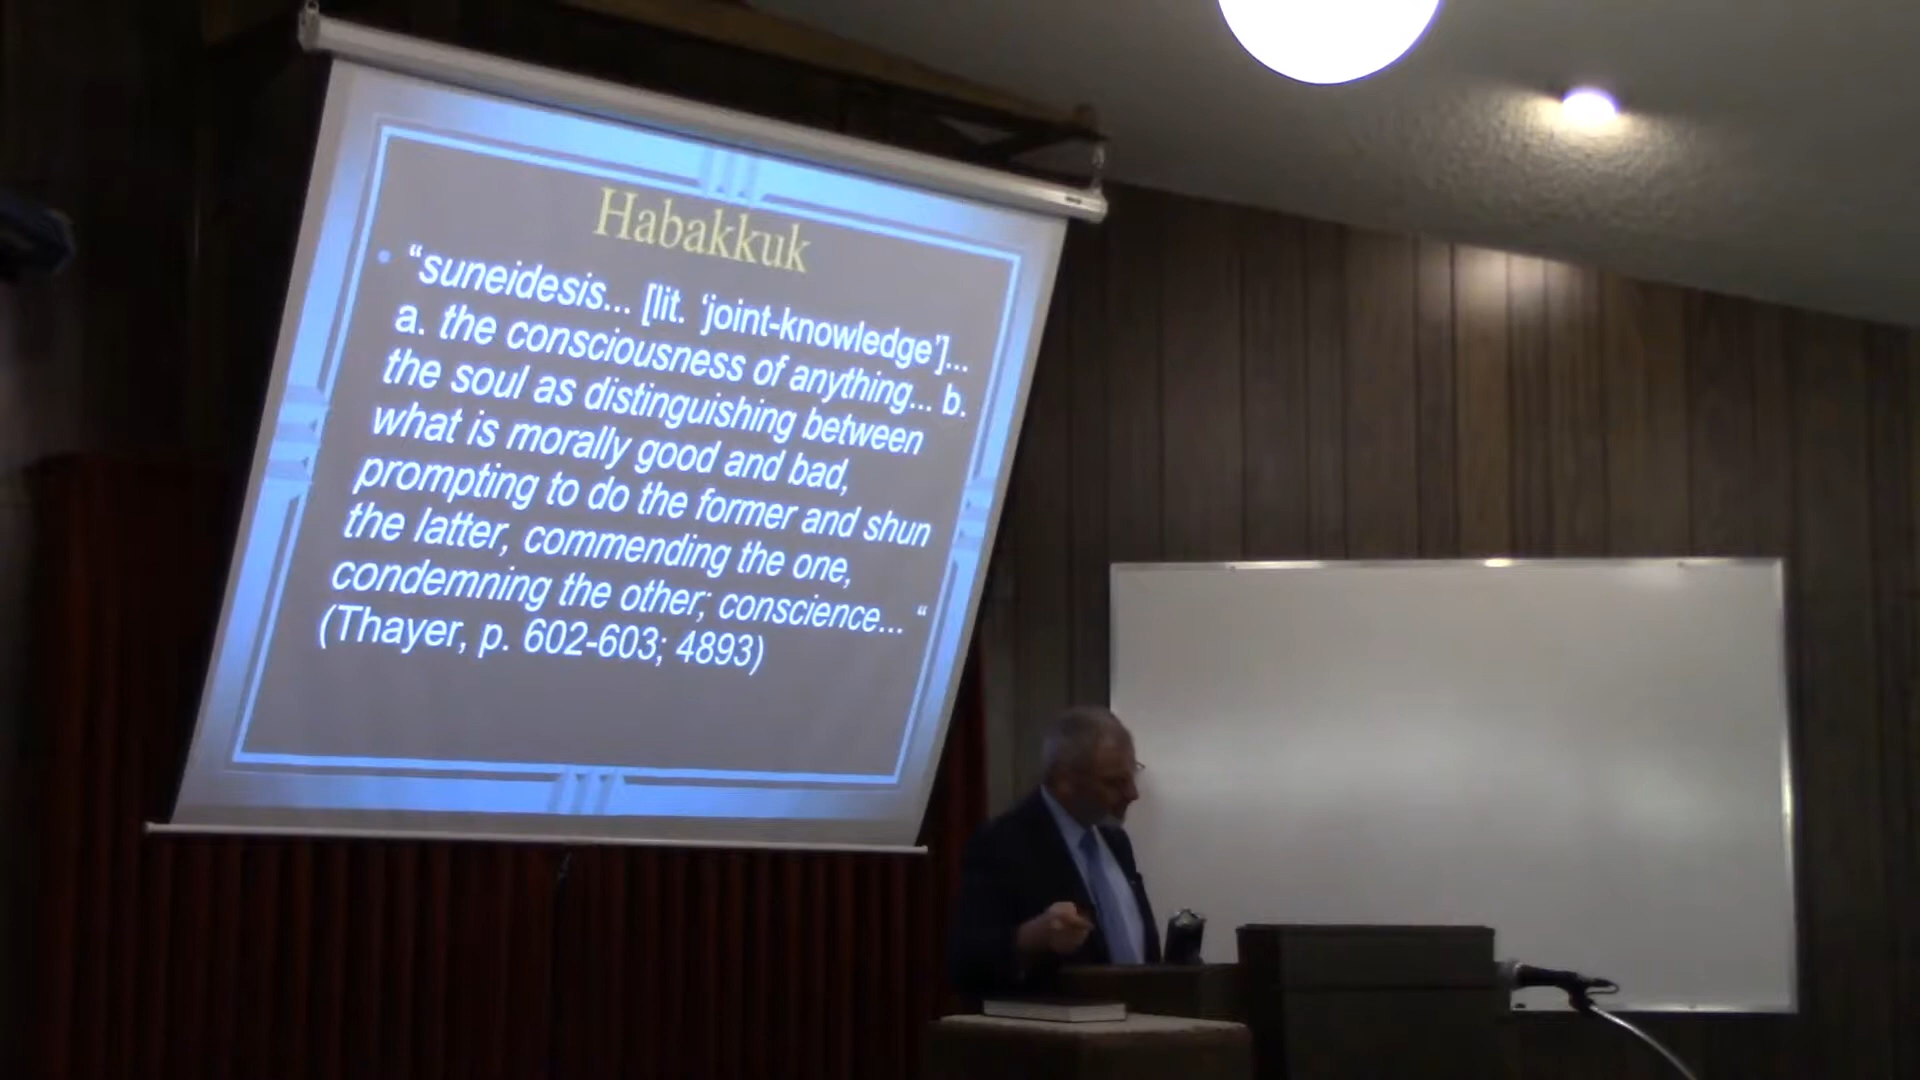 Habakkuk
• “suneidesis... [lit. ‘joint-knowledge’]...
a. the consciousness of anything... b.
the soul as distinguishing between
what is morally good and bad,
prompting to do the former and shun
the latter, commending the one,
condemning the other; conscience... “
(Thayer, p. 602-603; 4893)